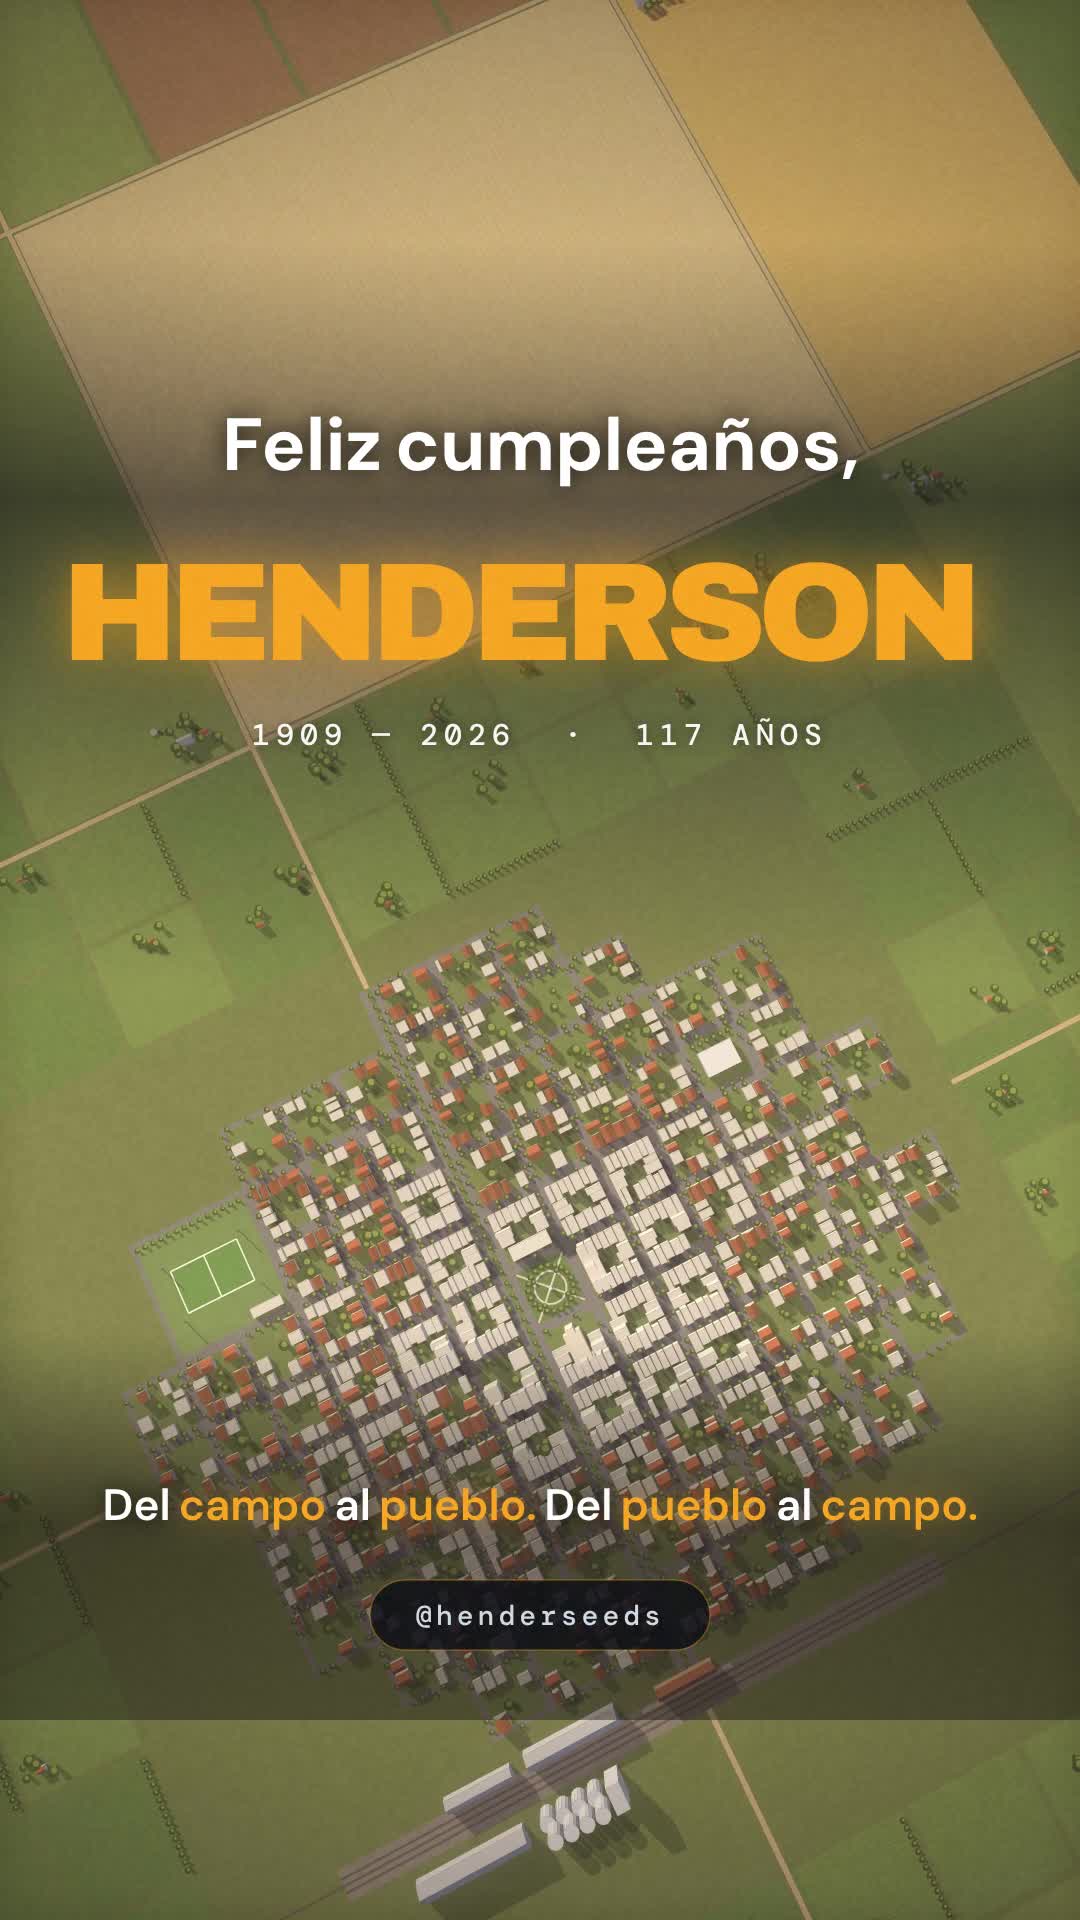 Feliz cumpleaños,
HENDERSON
1909 — 2026 · 117 AÑOS
Del campo al pueblo. Del pueblo al campo.
@henderseeds